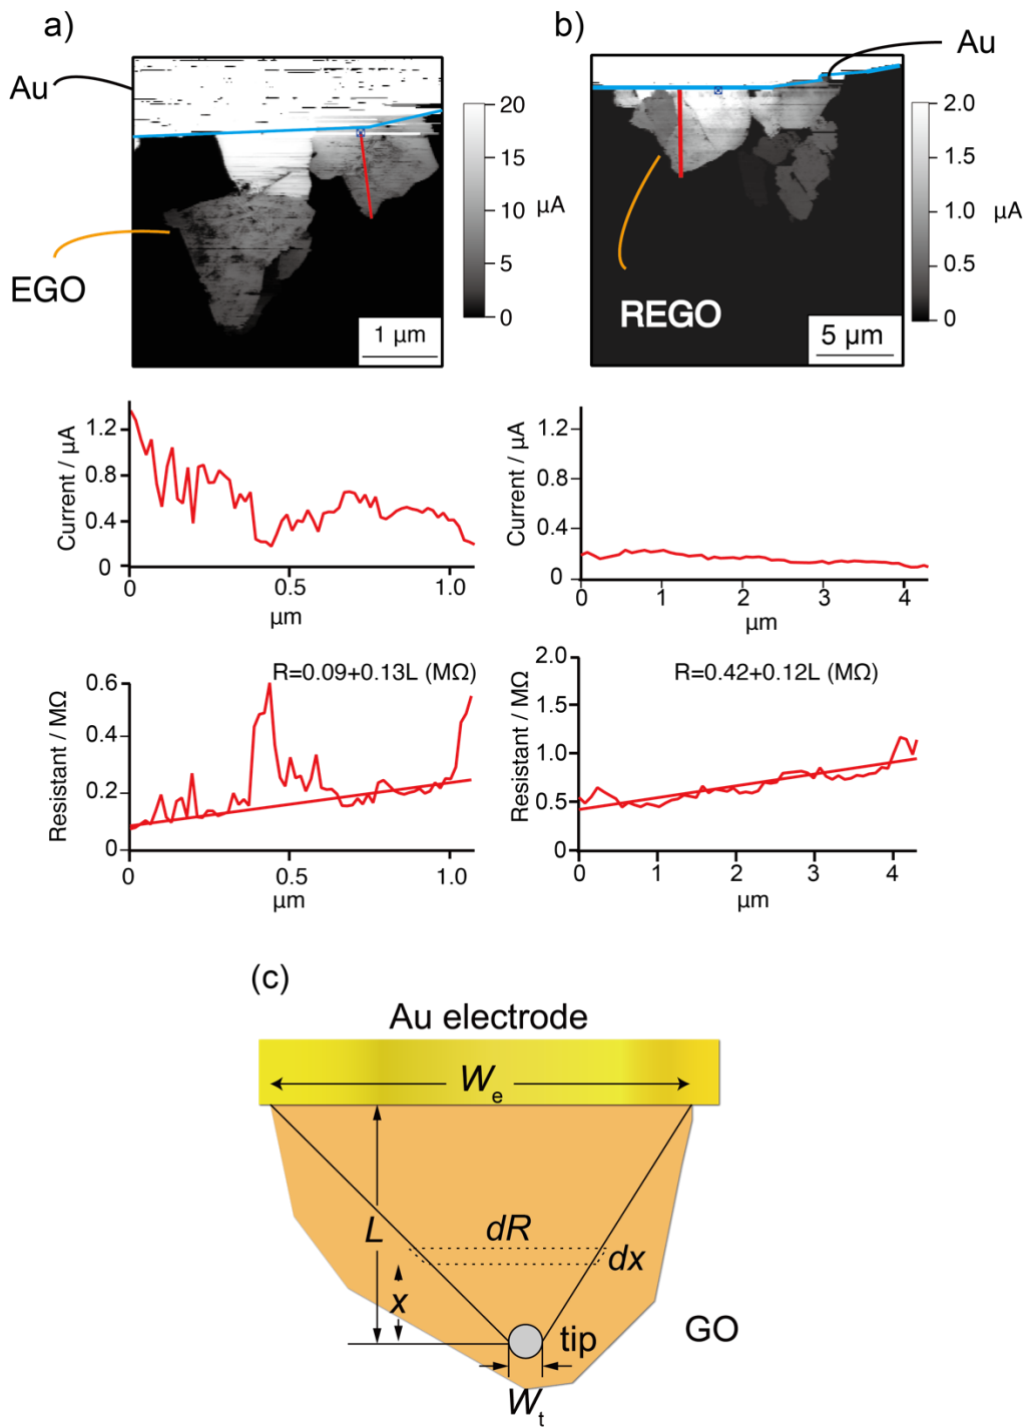 a)
Au
20
15
10
5
0
µA
EGO
1 µm
b)
Au
2.0
1.5
1.0
0.5
0
µA
REGO
5 µm
Current / µA
1.2
0.8
0.4
0
0
0.5
1.0
µm
Current / µA
1.2
0.8
0.4
0
0
1
2
3
4
µm
R=0.09+0.13L (MΩ)
Resistant / MΩ
0.6
0.4
0.2
0
0
0.5
1.0
µm
R=0.42+0.12L (MΩ)
Resistant / MΩ
2.0
1.5
1.0
0.5
0
0
1
2
3
4
µm
(c)
Au electrode
We
L
dR
dx
x
tip
GO
Wt